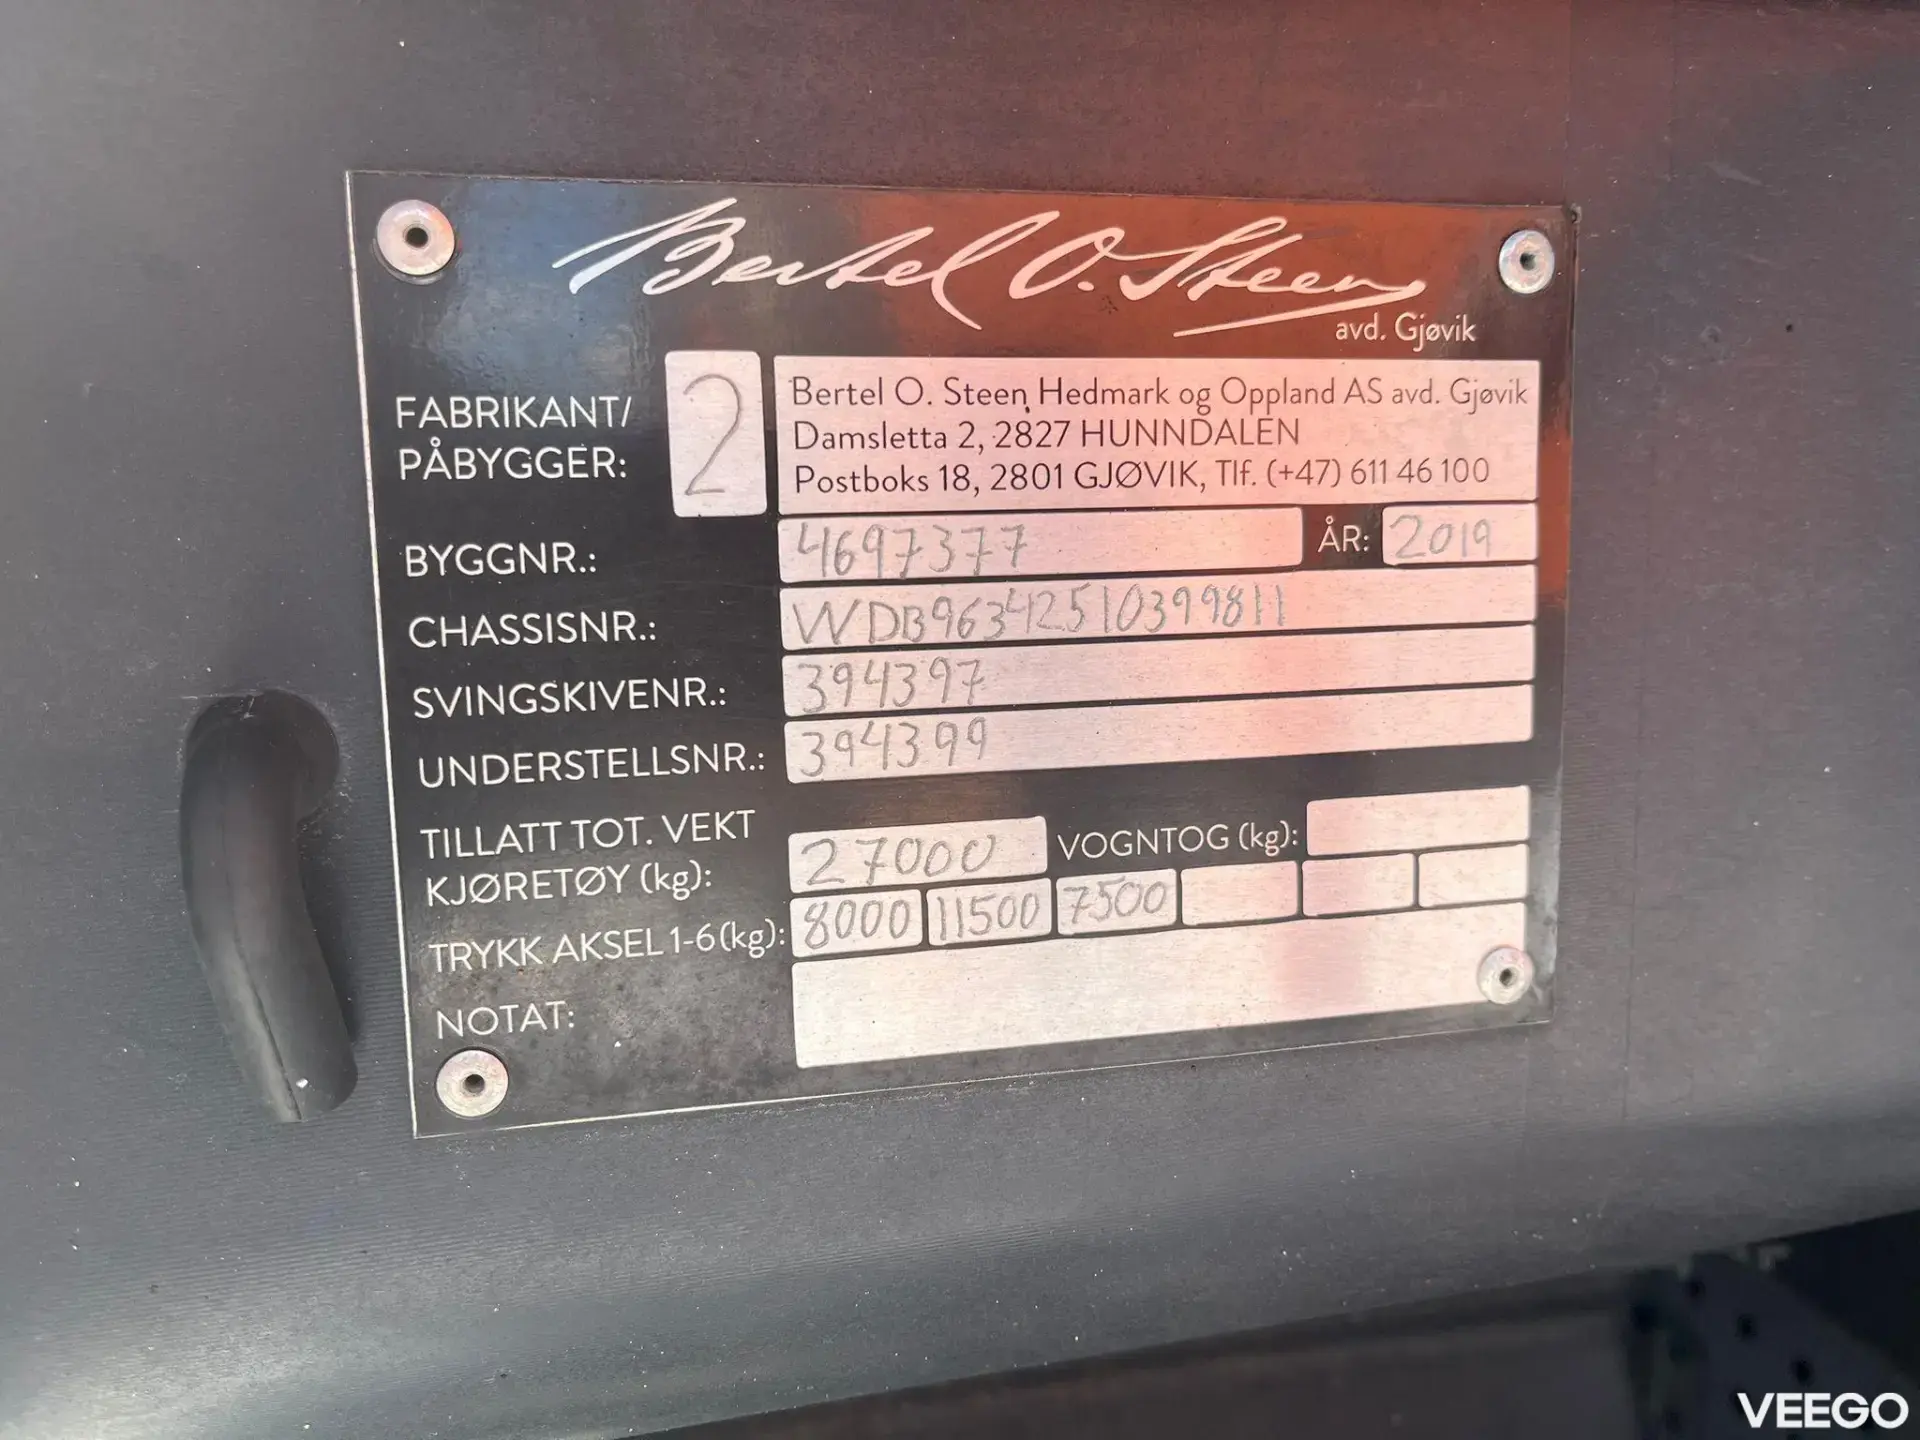 Bertel O. Steen
avd. Gjøvik
FABRIKANT/
PÅBYGGER:
2
Bertel O. Steen Hedmark og Oppland AS avd. Gjøvik
Damsletta 2, 2827 HUNNDALEN
Postboks 18, 2801 GJØVIK, Tlf. (+47) 611 46 100
BYGGNR.: 4697377 ÅR: 2019
CHASSISNR.: WDB96342510399811
SVINGSKIVENR.: 394397
UNDERSTELLSNR.: 394399
TILLATT TOT. VEKT
KJØRETØY (kg): 27000 VOGNTOG (kg):
TRYKK AKSEL 1-6 (kg): 8000 11500 7500
NOTAT:
VEEGO